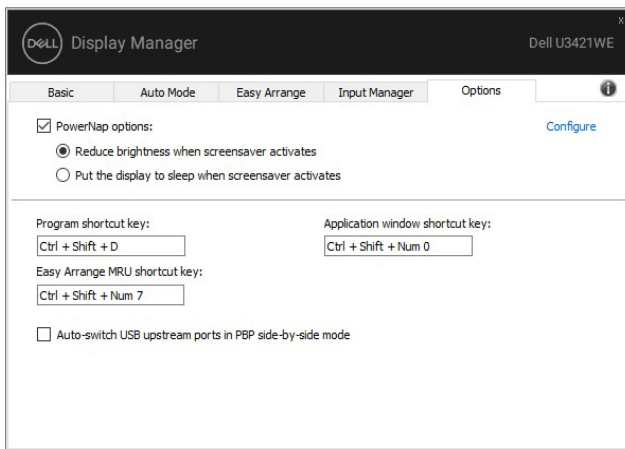 x
DELL Display Manager Dell U3421WE
Basic Auto Mode Easy Arrange Input Manager Options i
PowerNap options: Configure
Reduce brightness when screensaver activates
Put the display to sleep when screensaver activates
Program shortcut key: Application window shortcut key:
Ctrl + Shift + D Ctrl + Shift + Num 0
Easy Arrange MRU shortcut key:
Ctrl + Shift + Num 7
Auto-switch USB upstream ports in PBP side-by-side mode